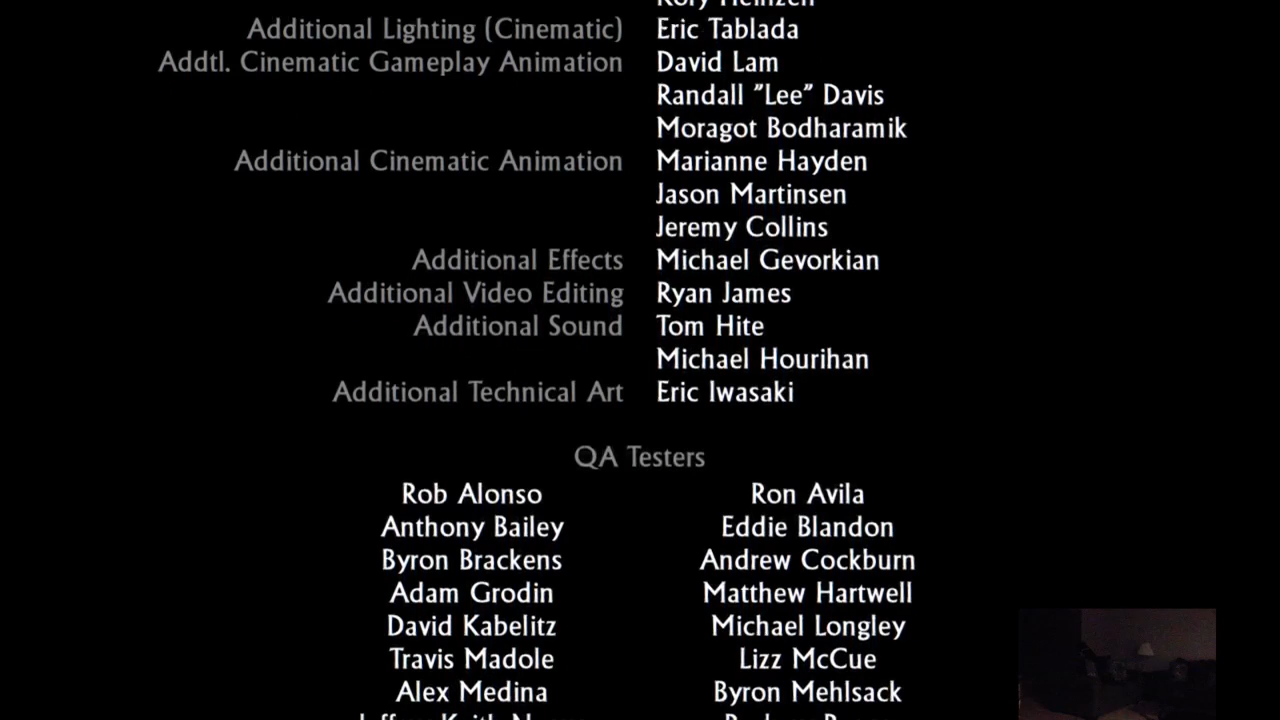 Additional Lighting (Cinematic) Eric Tablada
Addtl. Cinematic Gameplay Animation David Lam
Randall "Lee" Davis
Moragot Bodharamik
Additional Cinematic Animation Marianne Hayden
Jason Martinsen
Jeremy Collins
Additional Effects Michael Gevorkian
Additional Video Editing Ryan James
Additional Sound Tom Hite
Michael Hourihan
Additional Technical Art Eric Iwasaki
QA Testers
Rob Alonso Ron Avila
Anthony Bailey Eddie Blandon
Byron Brackens Andrew Cockburn
Adam Grodin Matthew Hartwell
David Kabelitz Michael Longley
Travis Madole Lizz McCue
Alex Medina Byron Mehlsack